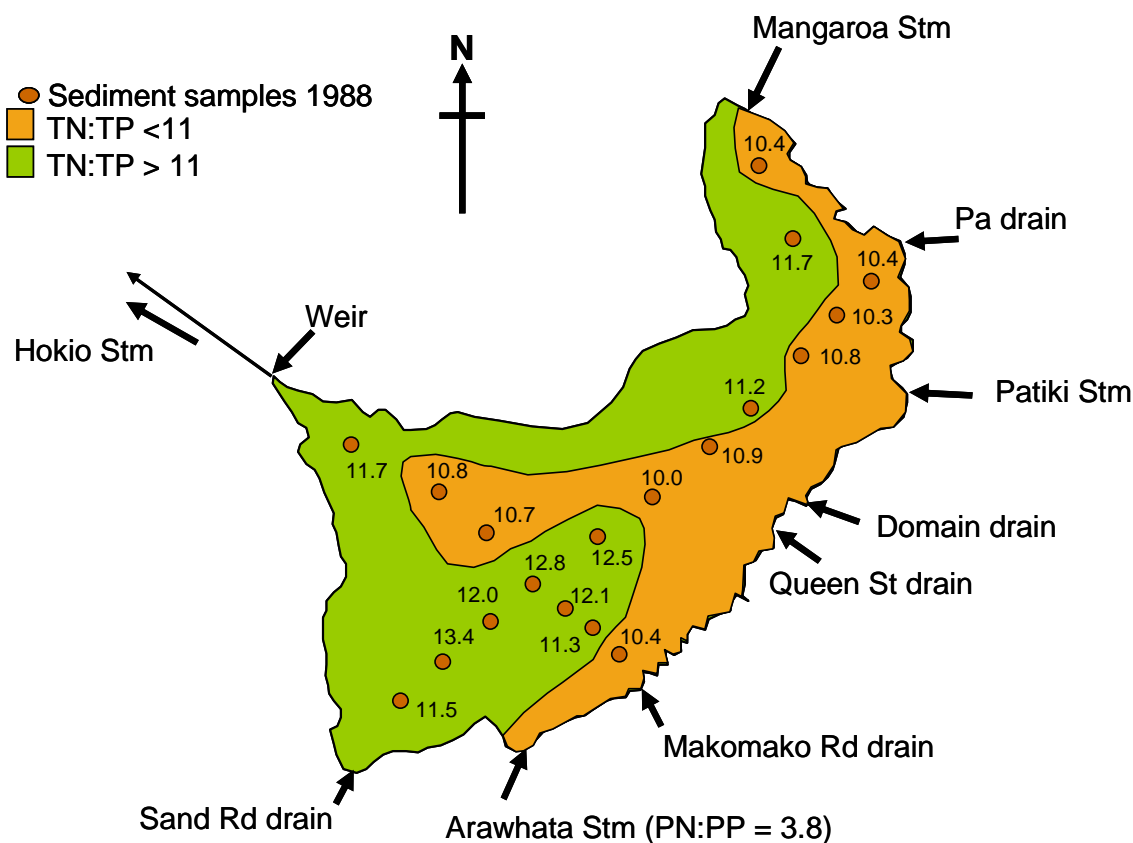 Mangaroa Stm
N
Sediment samples 1988
TN:TP <11
TN:TP > 11
10.4
Pa drain
11.7
10.4
10.3
Weir
Hokio Stm
10.8
Patiki Stm
11.2
10.9
11.7
10.8
10.0
10.7
Domain drain
12.5
12.8
Queen St drain
12.0
12.1
13.4
11.3
10.4
11.5
Makomako Rd drain
Sand Rd drain
Arawhata Stm (PN:PP = 3.8)